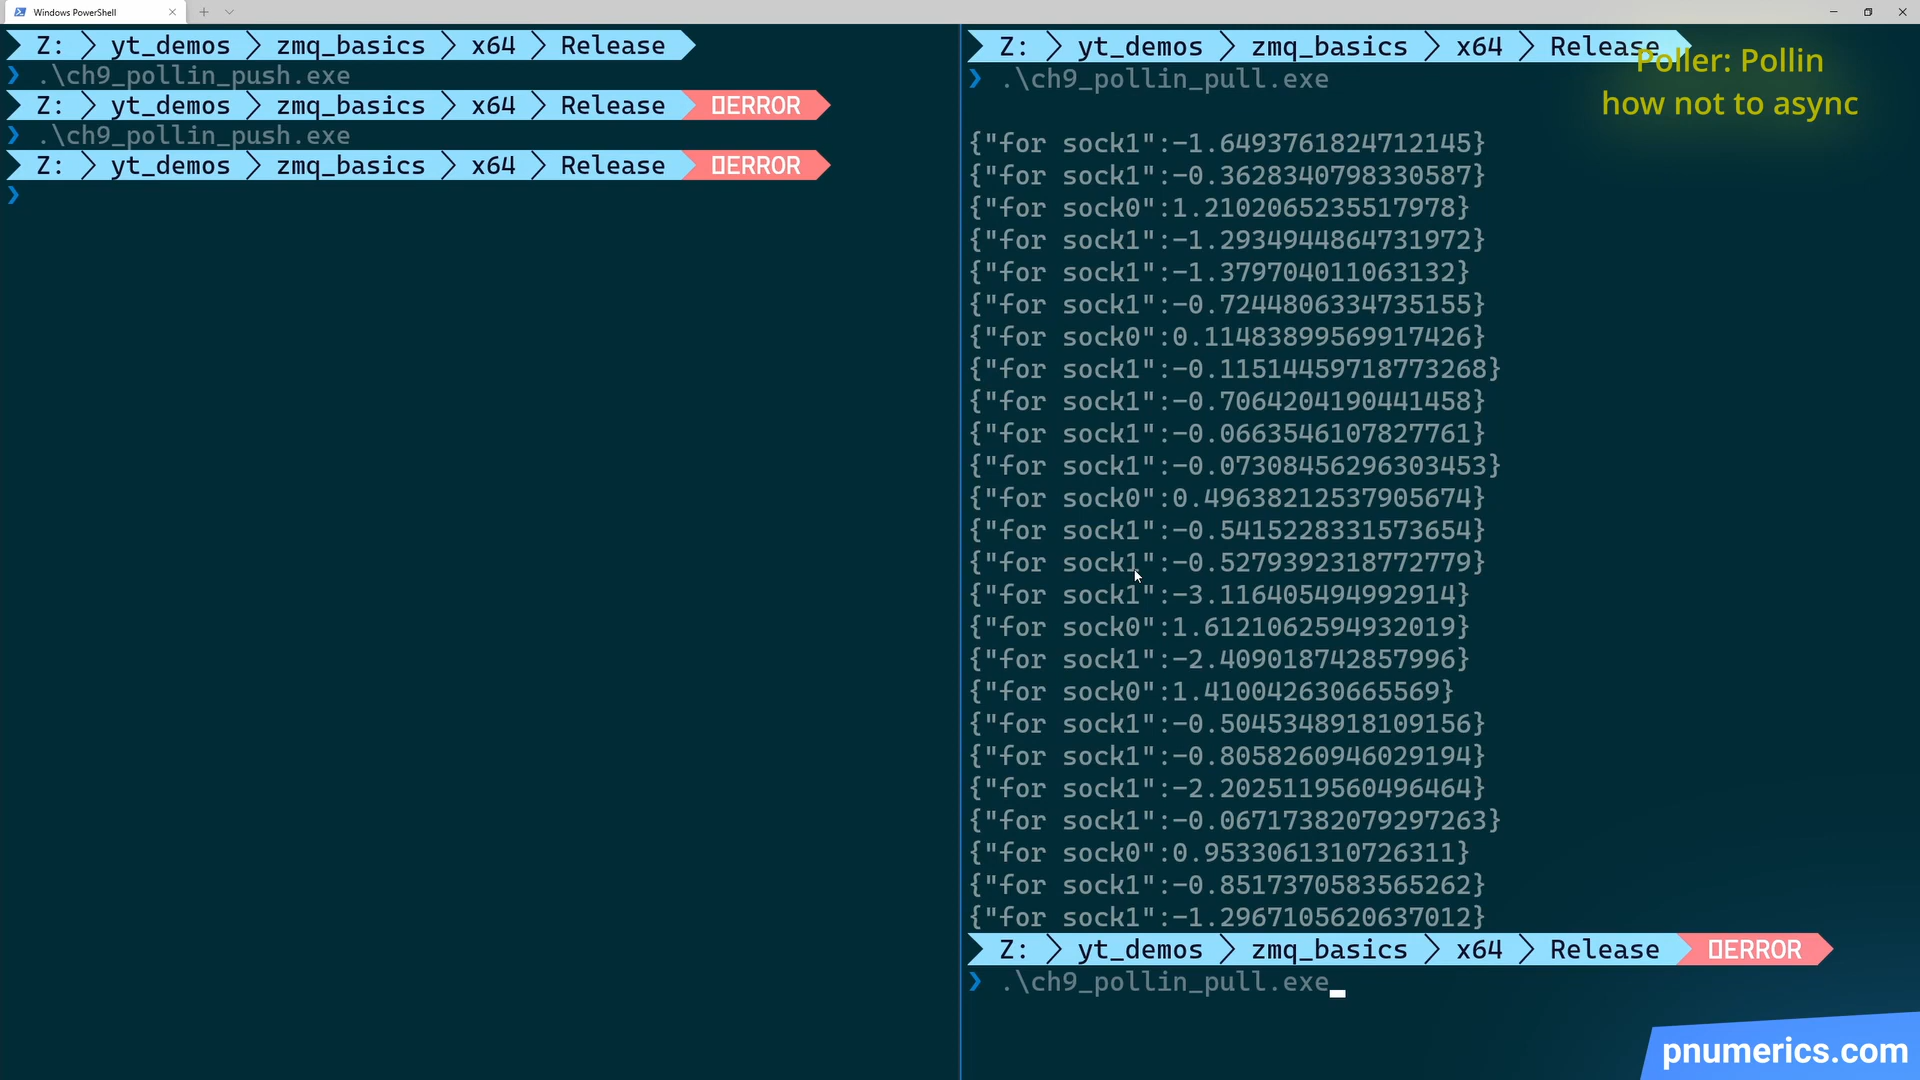 Windows PowerShell
Z: yt_demos zmq_basics x64 Release
.\ch9_pollin_push.exe
Z: yt_demos zmq_basics x64 Release ERROR
.\ch9_pollin_push.exe
Z: yt_demos zmq_basics x64 Release ERROR
Z: yt_demos zmq_basics x64 Release
.\ch9_pollin_pull.exe
{"for sock1":-1.6493761824712145}
{"for sock1":-0.3628340798330587}
{"for sock0":1.2102065235517978}
{"for sock1":-1.2934944864731972}
{"for sock1":-1.379704011063132}
{"for sock1":-0.7244806334735155}
{"for sock0":0.11483899569917426}
{"for sock1":-0.11514459718773268}
{"for sock1":-0.7064204190441458}
{"for sock1":-0.0663546107827761}
{"for sock1":-0.07308456296303453}
{"for sock0":0.49638212537905674}
{"for sock1":-0.5415228331573654}
{"for sock1":-0.5279392318772779}
{"for sock1":-3.116405494992914}
{"for sock0":1.6121062594932019}
{"for sock1":-2.409018742857996}
{"for sock0":1.410042630665569}
{"for sock1":-0.5045348918109156}
{"for sock1":-0.8058260946029194}
{"for sock1":-2.2025119560496464}
{"for sock1":-0.06717382079297263}
{"for sock0":0.9533061310726311}
{"for sock1":-0.8517370583565262}
{"for sock1":-1.2967105620637012}
Z: yt_demos zmq_basics x64 Release ERROR
.\ch9_pollin_pull.exe
Poller: Pollin
how not to async
pnumerics.com